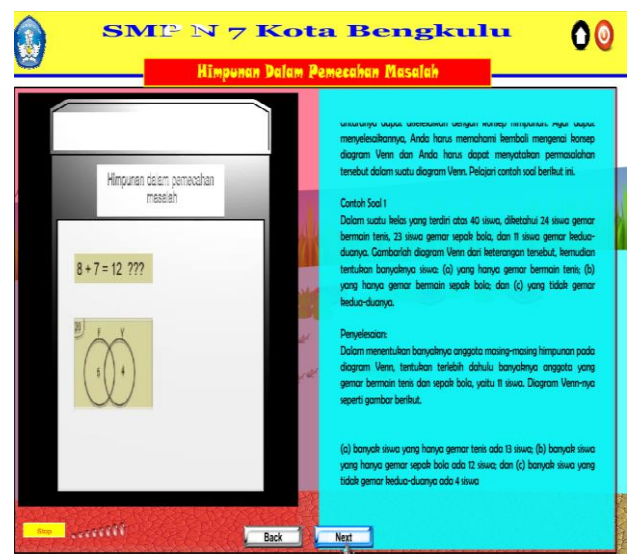 SMP N 7 Kota Bengkulu
Himpunan Dalam Pemecahan Masalah
Himpunan dalam pemecahan
masalah
8 + 7 = 12 ???
F Y
4
dapat konsep himpunan. Agar dapat
menyelesaikannya, Anda harus memahami kembali mengenai konsep
diagram Venn dan Anda harus dapat menyatakan permasalahan
tersebut dalam suatu diagram Venn. Pelajari contoh soal berikut ini.
Contoh Soal 1
Dalam suatu kelas yang terdiri atas 40 siswa, diketahui 24 siswa gemar
bermain tenis, 23 siswa gemar sepak bola, dan 11 siswa gemar kedua-
duanya. Gambarlah diagram Venn dari keterangan tersebut, kemudian
tentukan banyaknya siswa: (a) yang hanya gemar bermain tenis; (b)
yang hanya gemar bermain sepak bola; dan (c) yang tidak gemar
kedua-duanya.
Penyelesaian:
Dalam menentukan banyaknya anggota masing-masing himpunan pada
diagram Venn, tentukan terlebih dahulu banyaknya anggota yang
gemar bermain tenis dan sepak bola, yaitu 11 siswa. Diagram Venn-nya
seperti gambar berikut.
(a) banyak siswa yang hanya gemar tenis ada 13 siswa; (b) banyak siswa
yang hanya gemar sepak bola ada 12 siswa; dan (c) banyak siswa yang
tidak gemar kedua-duanya ada 4 siswa
Stop
Back
Next